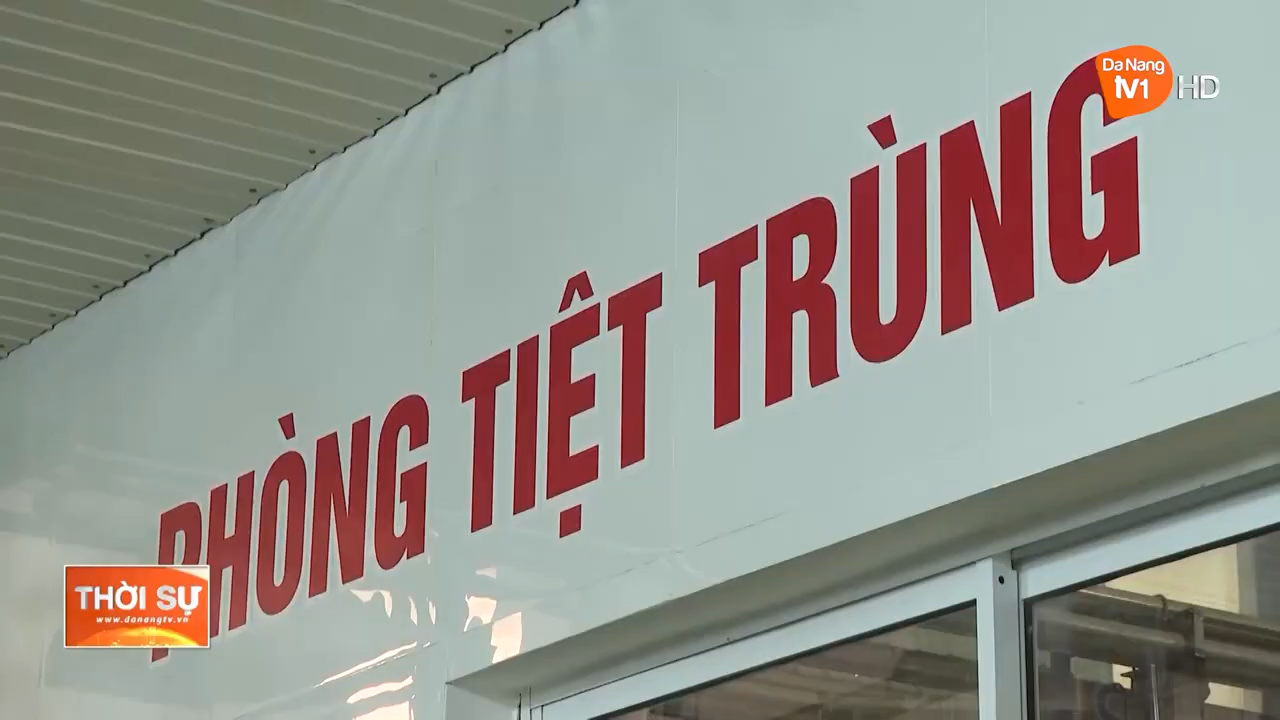 Da Nang
TV1 HD
PHÒNG TIỆT TRÙNG
THỜI SỰ
www.danangtv.vn